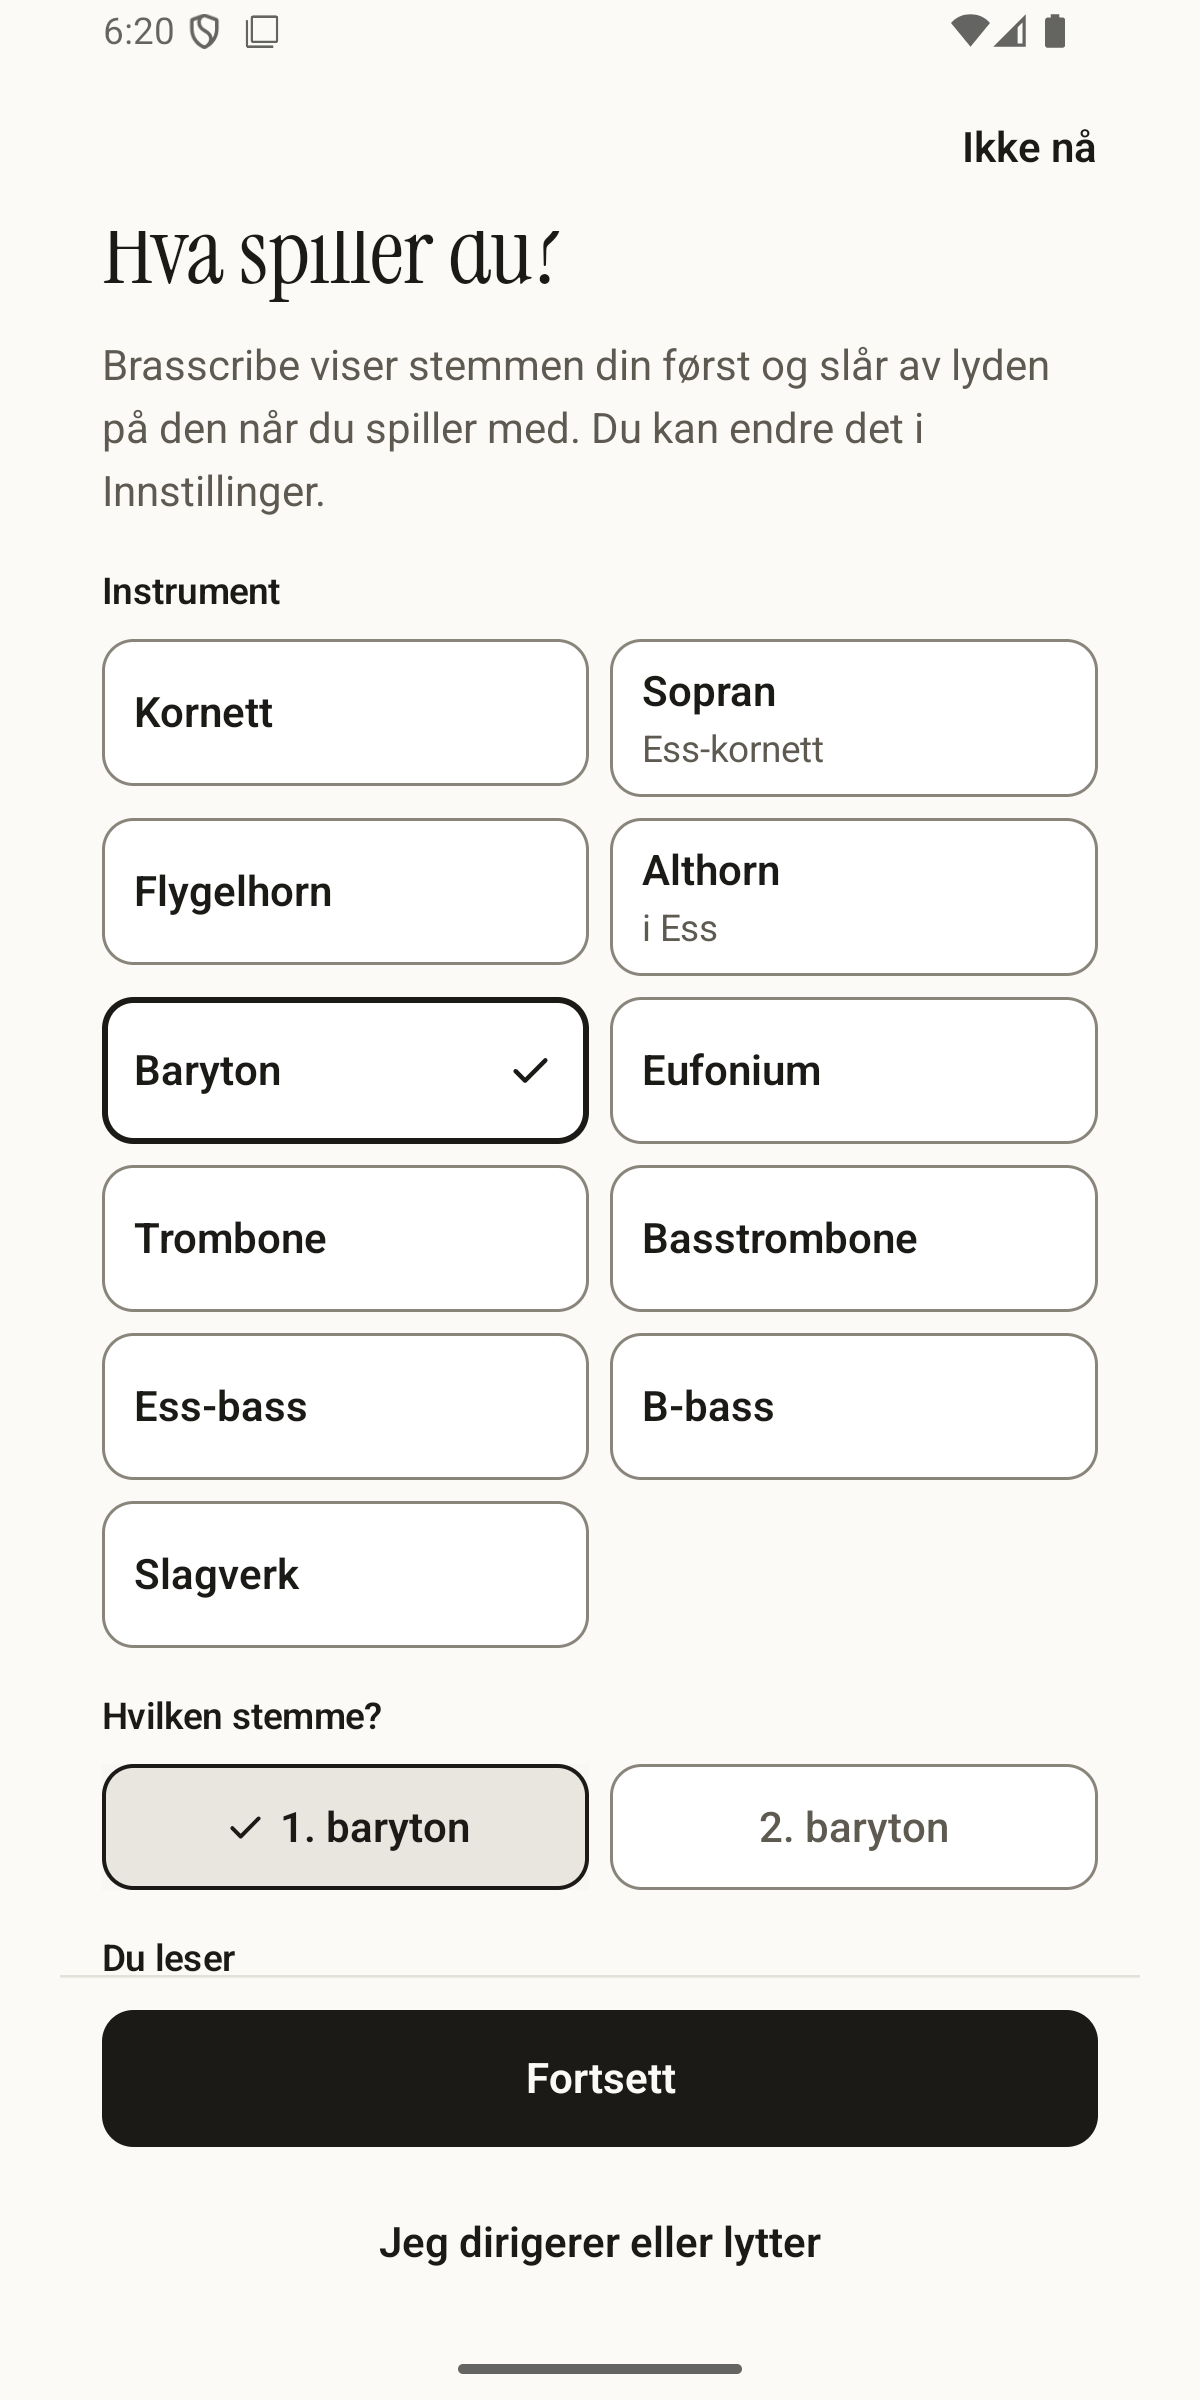 6:20
Ikke nå
Hva spiller du?
Brasscribe viser stemmen din først og slår av lyden
på den når du spiller med. Du kan endre det i
Innstillinger.
Instrument
Kornett
Sopran
Ess-kornett
Flygelhorn
Althorn
i Ess
Baryton
Eufonium
Trombone
Basstrombone
Ess-bass
B-bass
Slagverk
Hvilken stemme?
1. baryton
2. baryton
Du leser
Fortsett
Jeg dirigerer eller lytter